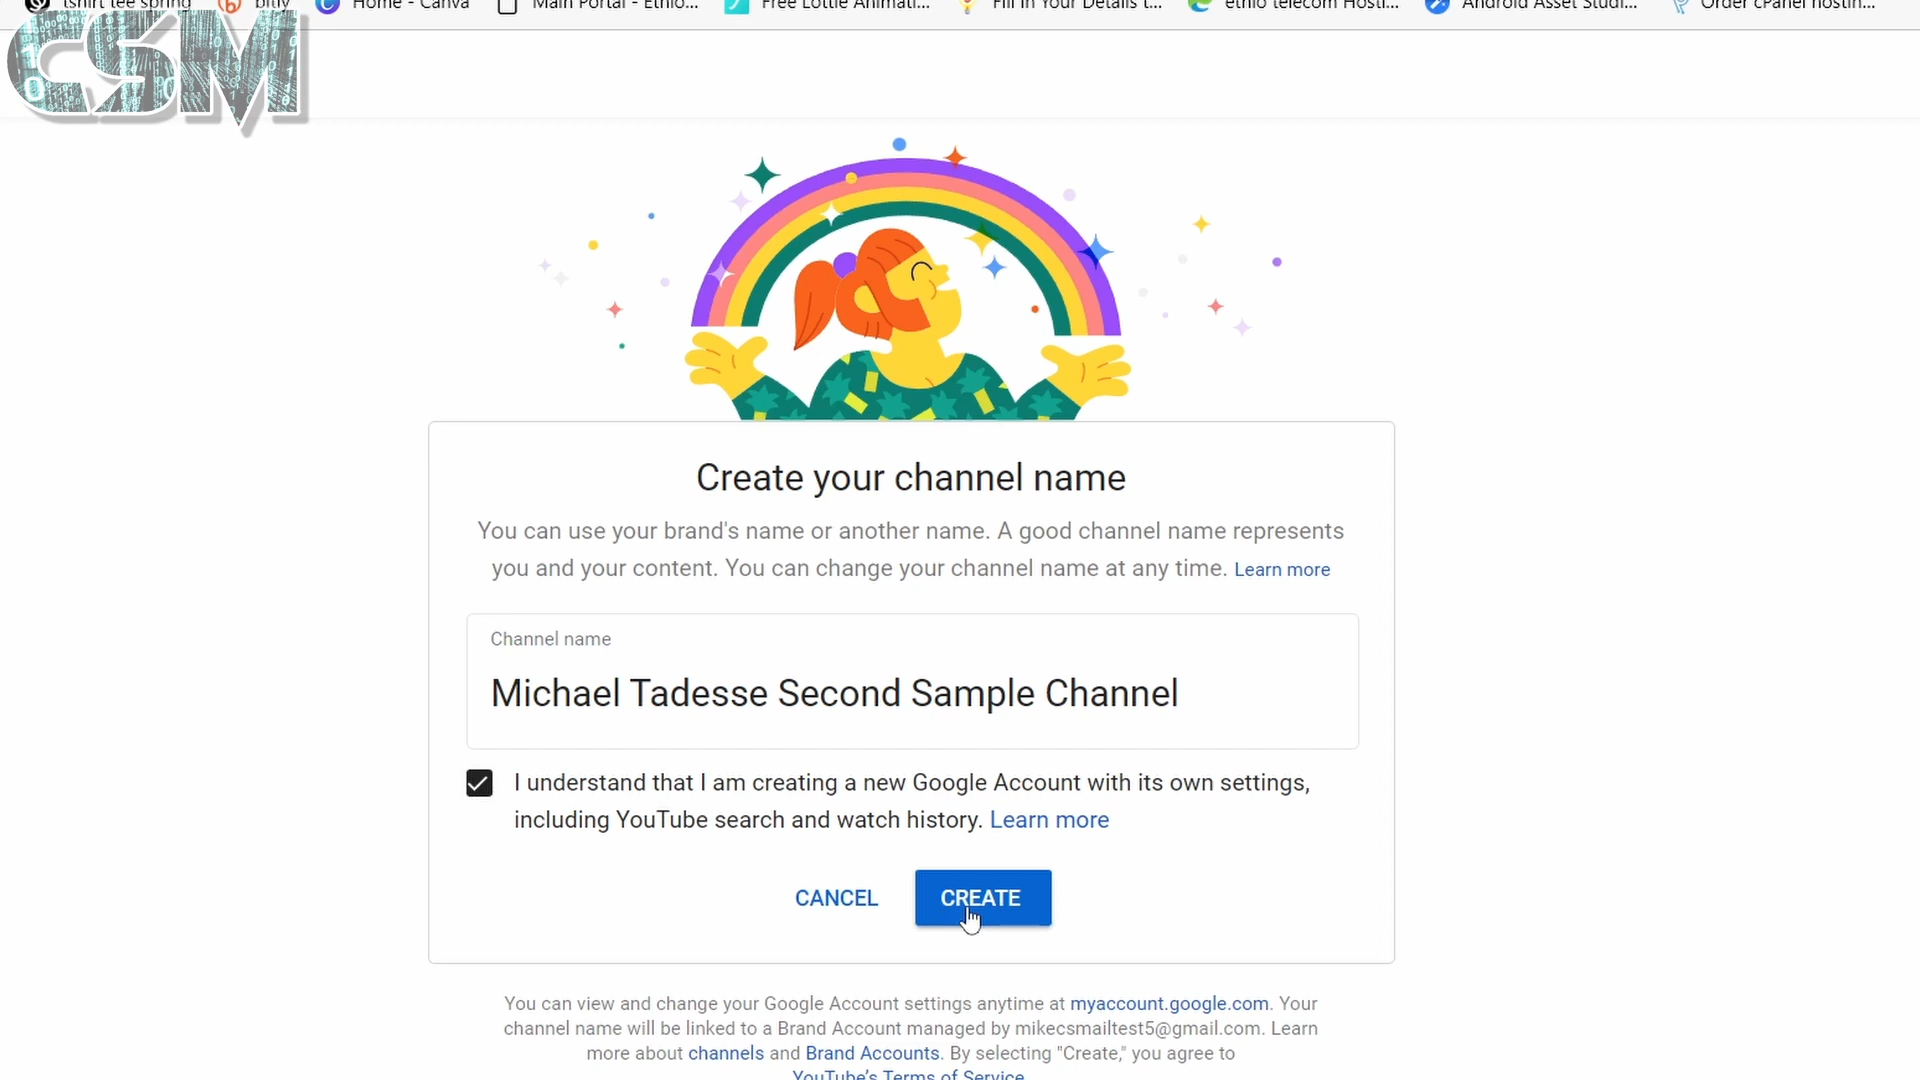 tshirt tee spring bitly Home - Canva Main Portal - Ethio... Free Lottie Animati... Fill In Your Details t... ethio telecom Hosti... Android Asset Studi... Order cPanel hostin...
CSM
Create your channel name
You can use your brand's name or another name. A good channel name represents
you and your content. You can change your channel name at any time. Learn more
Channel name
Michael Tadesse Second Sample Channel
I understand that I am creating a new Google Account with its own settings,
including YouTube search and watch history. Learn more
CANCEL CREATE
You can view and change your Google Account settings anytime at myaccount.google.com. Your
channel name will be linked to a Brand Account managed by mikecsmailtest5@gmail.com. Learn
more about channels and Brand Accounts. By selecting "Create," you agree to
YouTube's Terms of Service